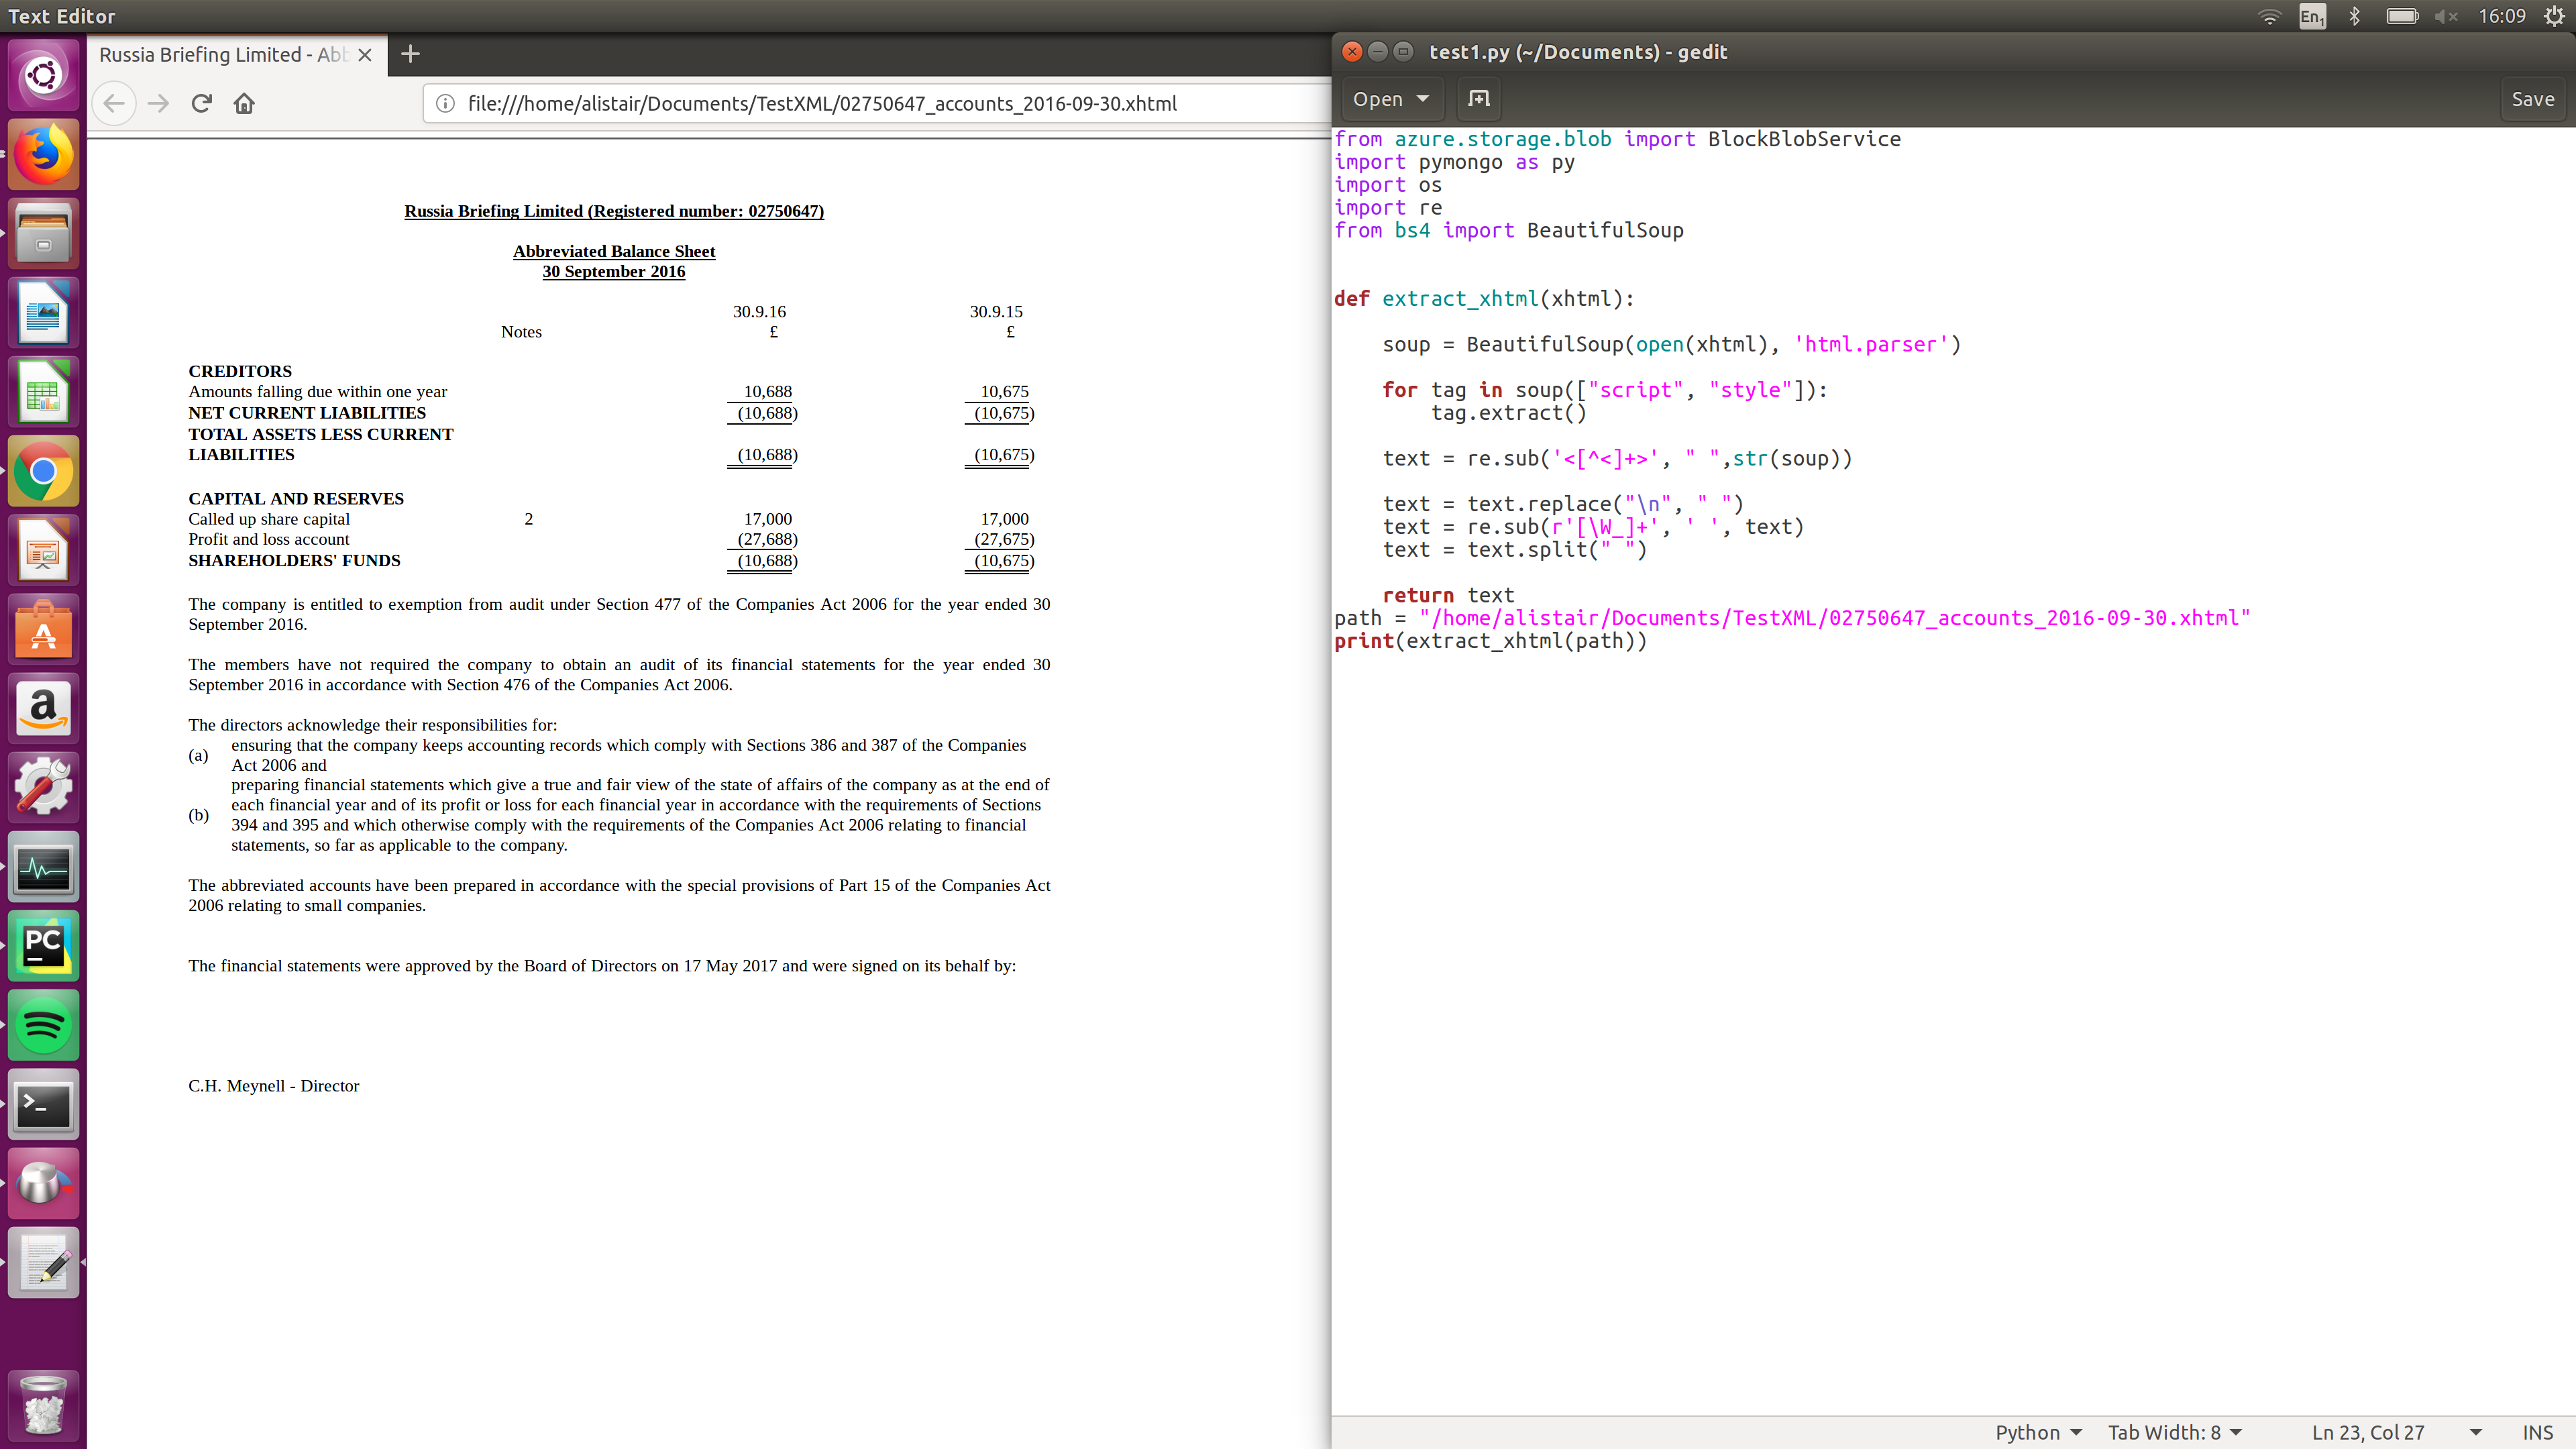 Text Editor
En1
16:09
Russia Briefing Limited - Abb
file:///home/alistair/Documents/TestXML/02750647_accounts_2016-09-30.xhtml
Russia Briefing Limited (Registered number: 02750647)
Abbreviated Balance Sheet
30 September 2016
30.9.16 30.9.15
Notes £ £
CREDITORS
Amounts falling due within one year 10,688 10,675
NET CURRENT LIABILITIES (10,688) (10,675)
TOTAL ASSETS LESS CURRENT
LIABILITIES (10,688) (10,675)
CAPITAL AND RESERVES
Called up share capital 2 17,000 17,000
Profit and loss account (27,688) (27,675)
SHAREHOLDERS' FUNDS (10,688) (10,675)
The company is entitled to exemption from audit under Section 477 of the Companies Act 2006 for the year ended 30
September 2016.
The members have not required the company to obtain an audit of its financial statements for the year ended 30
September 2016 in accordance with Section 476 of the Companies Act 2006.
The directors acknowledge their responsibilities for:
(a) ensuring that the company keeps accounting records which comply with Sections 386 and 387 of the Companies
Act 2006 and
(b) preparing financial statements which give a true and fair view of the state of affairs of the company as at the end of
each financial year and of its profit or loss for each financial year in accordance with the requirements of Sections
394 and 395 and which otherwise comply with the requirements of the Companies Act 2006 relating to financial
statements, so far as applicable to the company.
The abbreviated accounts have been prepared in accordance with the special provisions of Part 15 of the Companies Act
2006 relating to small companies.
The financial statements were approved by the Board of Directors on 17 May 2017 and were signed on its behalf by:
C.H. Meynell - Director
test1.py (~/Documents) - gedit
Open
Save
from azure.storage.blob import BlockBlobService
import pymongo as py
import os
import re
from bs4 import BeautifulSoup
def extract_xhtml(xhtml):
    soup = BeautifulSoup(open(xhtml), 'html.parser')
    for tag in soup(["script", "style"]):
        tag.extract()
    text = re.sub('<[^<]+>', " ",str(soup))
    text = text.replace("\n", " ")
    text = re.sub(r'[\W_]+', ' ', text)
    text = text.split(" ")
    return text
path = "/home/alistair/Documents/TestXML/02750647_accounts_2016-09-30.xhtml"
print(extract_xhtml(path))
Python
Tab Width: 8
Ln 23, Col 27
INS
A
a
PC
>_